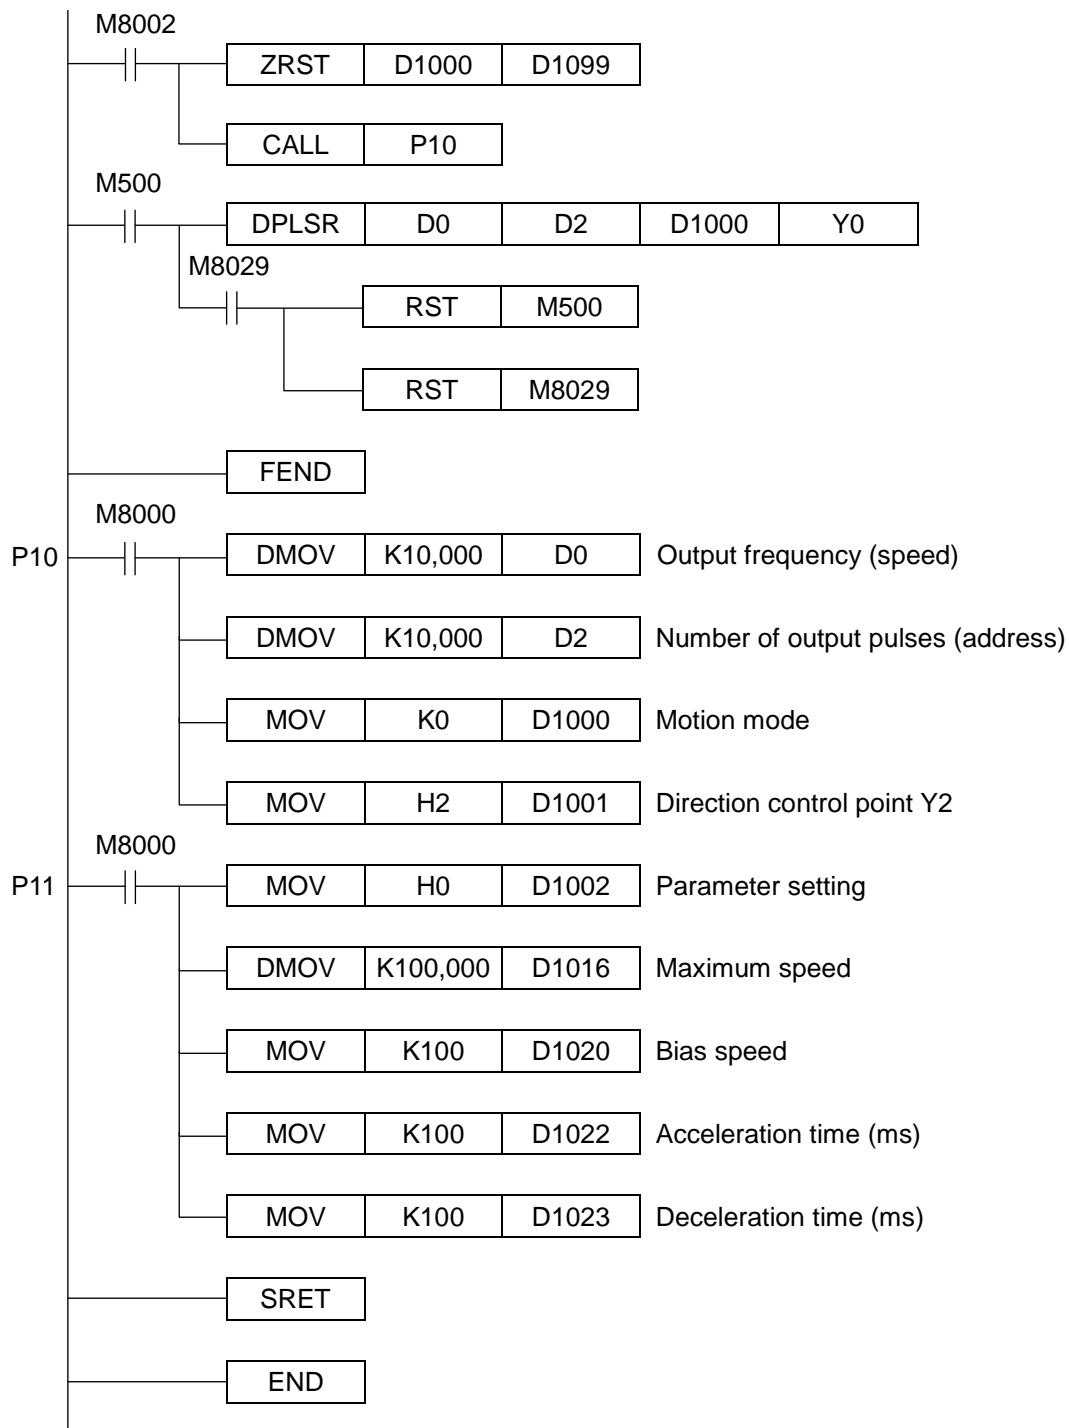 M8002
ZRST D1000 D1099
CALL P10
M500
DPLSR D0 D2 D1000 Y0
M8029
RST M500
RST M8029
FEND
M8000
P10 DMOV K10,000 D0 Output frequency (speed)
DMOV K10,000 D2 Number of output pulses (address)
MOV K0 D1000 Motion mode
MOV H2 D1001 Direction control point Y2
M8000
P11 MOV H0 D1002 Parameter setting
DMOV K100,000 D1016 Maximum speed
MOV K100 D1020 Bias speed
MOV K100 D1022 Acceleration time (ms)
MOV K100 D1023 Deceleration time (ms)
SRET
END